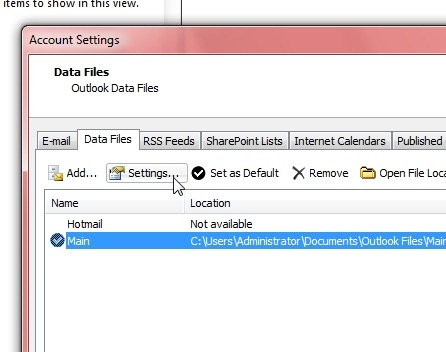 items to show in this view.
Account Settings
Data Files
Outlook Data Files
E-mail Data Files RSS Feeds SharePoint Lists Internet Calendars Published
Add... Settings... Set as Default Remove Open File Loca
Name Location
Hotmail Not available
Main C:\Users\Administrator\Documents\Outlook Files\Main